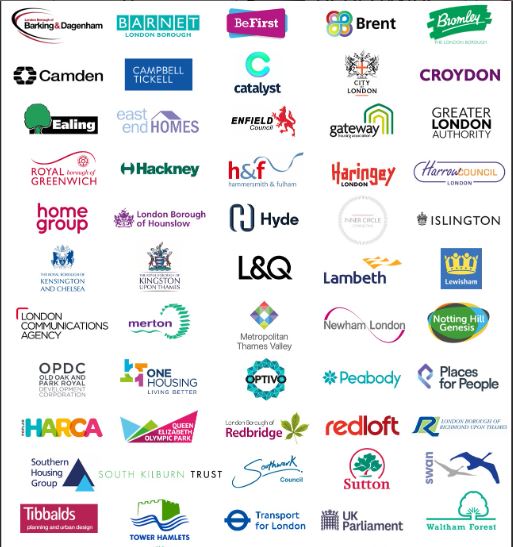 London Borough of
Barking & Dagenham
BARNET
LONDON BOROUGH
BeFirst
Brent
Bromley
THE LONDON BOROUGH
Camden
CAMPBELL
TICKELL
catalyst
CITY
OF
LONDON
CROYDON
Ealing
east
end HOMES
ENFIELD
Council
gateway
housing association
GREATER
LONDON
AUTHORITY
ROYAL borough of
GREENWICH
Hackney
h&f
hammersmith & fulham
Haringey
LONDON
Harrow COUNCIL
LONDON
home
group
London Borough
of Hounslow
Hyde
INNER CIRCLE
CONSULTING
ISLINGTON
THE ROYAL BOROUGH OF
KENSINGTON
AND CHELSEA
THE ROYAL BOROUGH OF
KINGSTON
UPON THAMES
L&Q
Lambeth
Lewisham
LONDON
COMMUNICATIONS
AGENCY
merton
Metropolitan
Thames Valley
Newham London
Notting Hill
Genesis
OPDC
OLD OAK AND
PARK ROYAL
DEVELOPMENT
CORPORATION
ONE
HOUSING
LIVING BETTER
OPTIVO
Peabody
Places
for People
POPLAR
HARCA
QUEEN
ELIZABETH
OLYMPIC PARK
London Borough of
Redbridge
redloft
LONDON BOROUGH OF
RICHMOND UPON THAMES
Southern
Housing
Group
SOUTH KILBURN TRUST
Southwark
Council
Sutton
swan
Tibbalds
planning and urban design
TOWER HAMLETS
Transport
for London
UK
Parliament
Waltham Forest